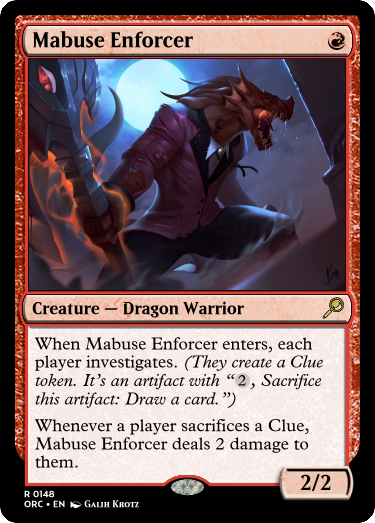 Mabuse Enforcer
Creature — Dragon Warrior
When Mabuse Enforcer enters, each
player investigates. (They create a Clue
token. It's an artifact with “2, Sacrifice
this artifact: Draw a card.”)
Whenever a player sacrifices a Clue,
Mabuse Enforcer deals 2 damage to
them.
2/2
R 0148
ORC • EN Galih Krotz